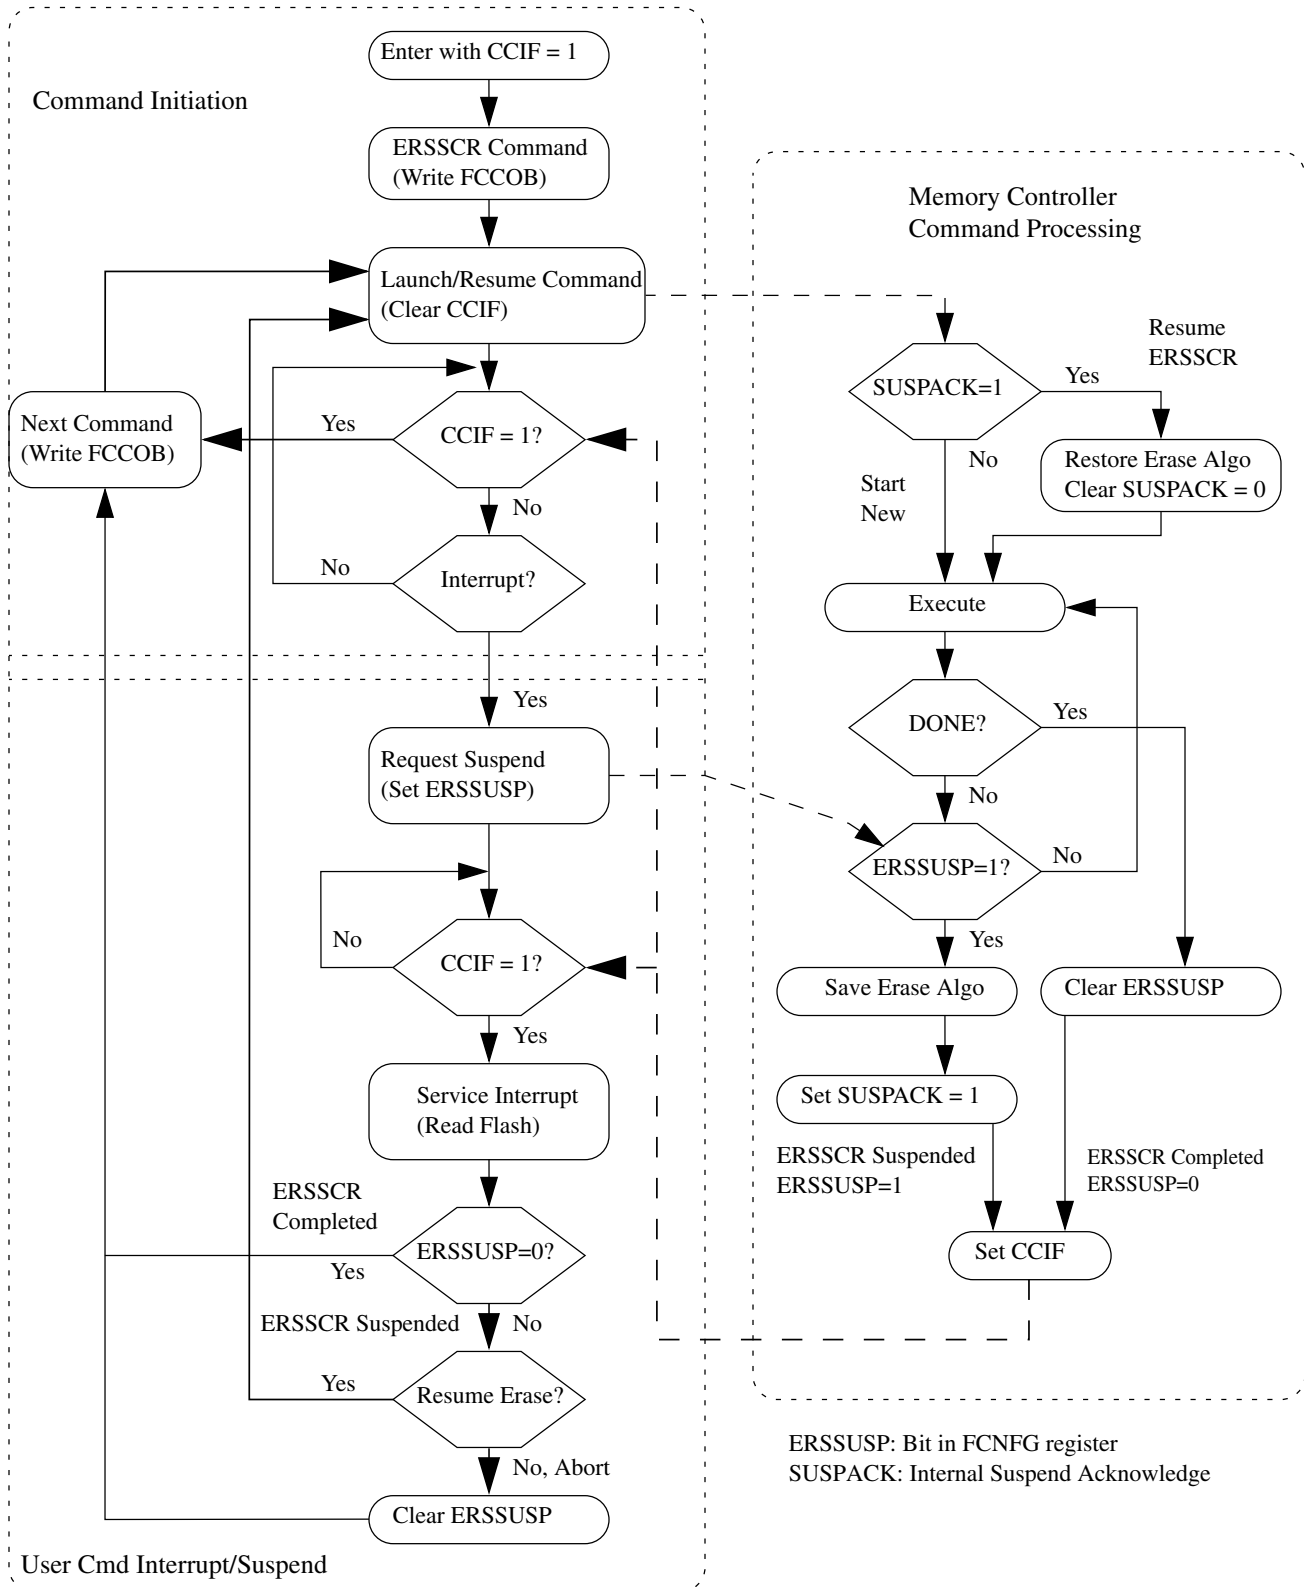 Enter with CCIF = 1
Command Initiation
ERSSCR Command
(Write FCCOB)
Launch/Resume Command
(Clear CCIF)
Next Command
(Write FCCOB)
Yes
CCIF = 1?
No
No
Interrupt?
Yes
Request Suspend
(Set ERSSUSP)
No
CCIF = 1?
Yes
Service Interrupt
(Read Flash)
ERSSCR
Completed
ERSSUSP=0?
Yes
ERSSCR Suspended
No
Yes
Resume Erase?
No, Abort
Clear ERSSUSP
User Cmd Interrupt/Suspend
Memory Controller
Command Processing
Resume
ERSSCR
SUSPACK=1
Yes
No
Restore Erase Algo
Clear SUSPACK = 0
Start
New
Execute
DONE?
Yes
No
ERSSUSP=1?
No
Yes
Save Erase Algo
Clear ERSSUSP
Set SUSPACK = 1
ERSSCR Suspended
ERSSUSP=1
ERSSCR Completed
ERSSUSP=0
Set CCIF
ERSSUSP: Bit in FCNFG register
SUSPACK: Internal Suspend Acknowledge